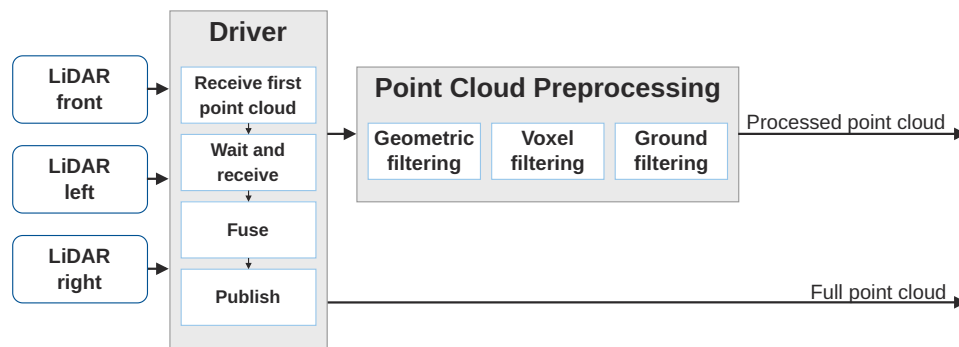 LiDAR
front
LiDAR
left
LiDAR
right
Driver
Receive first
point cloud
Wait and
receive
Fuse
Publish
Point Cloud Preprocessing
Geometric
filtering
Voxel
filtering
Ground
filtering
Processed point cloud
Full point cloud